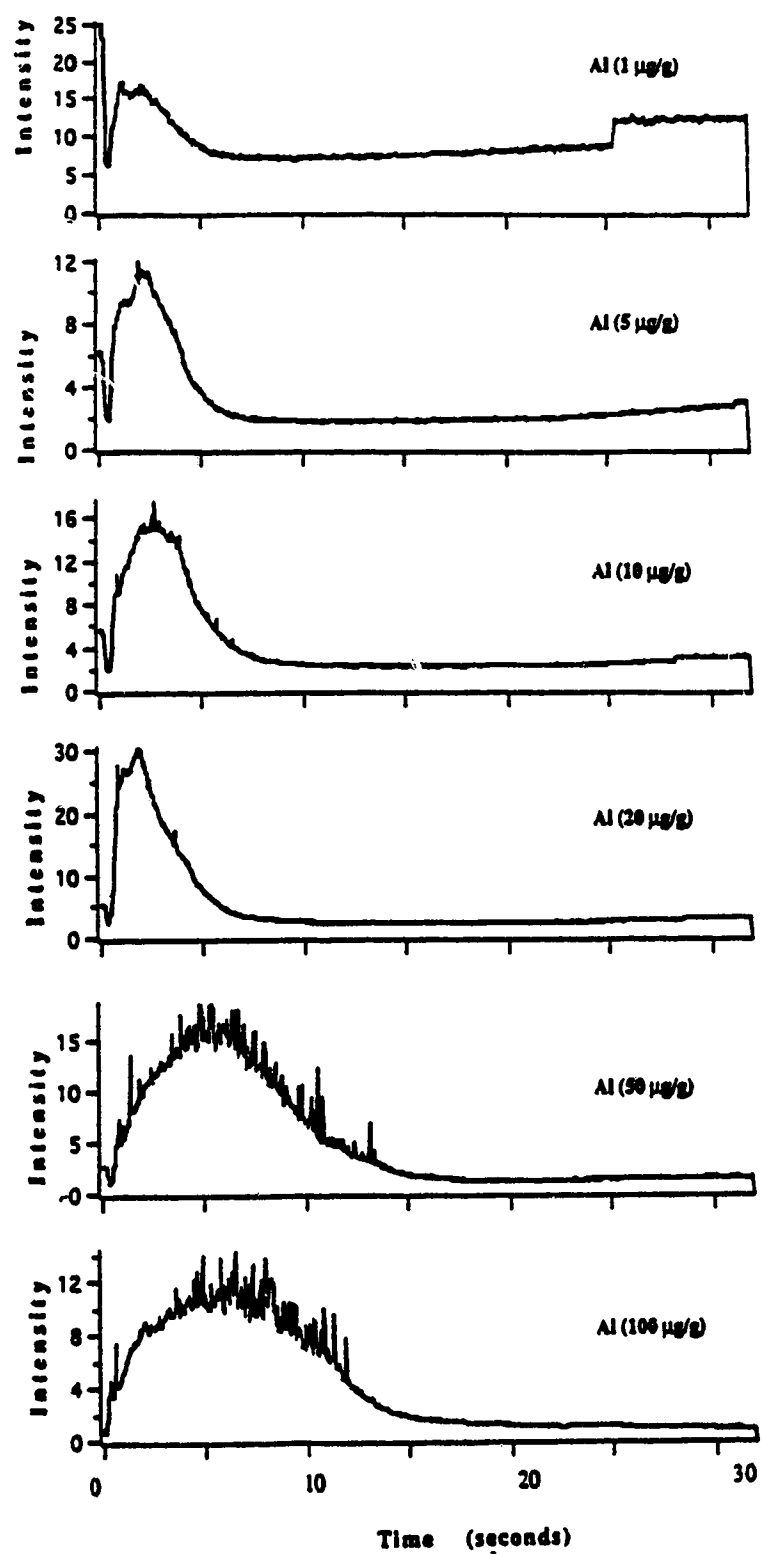 Intensity
25
20
15
10
5
0
Al (1 µg/g)
Intensity
12
8
4
0
Al (5 µg/g)
Intensity
16
12
8
4
0
Al (10 µg/g)
Intensity
30
20
10
0
Al (20 µg/g)
Intensity
15
10
5
0
Al (50 µg/g)
Intensity
12
8
4
0
Al (100 µg/g)
0 10 20 30
Time (seconds)